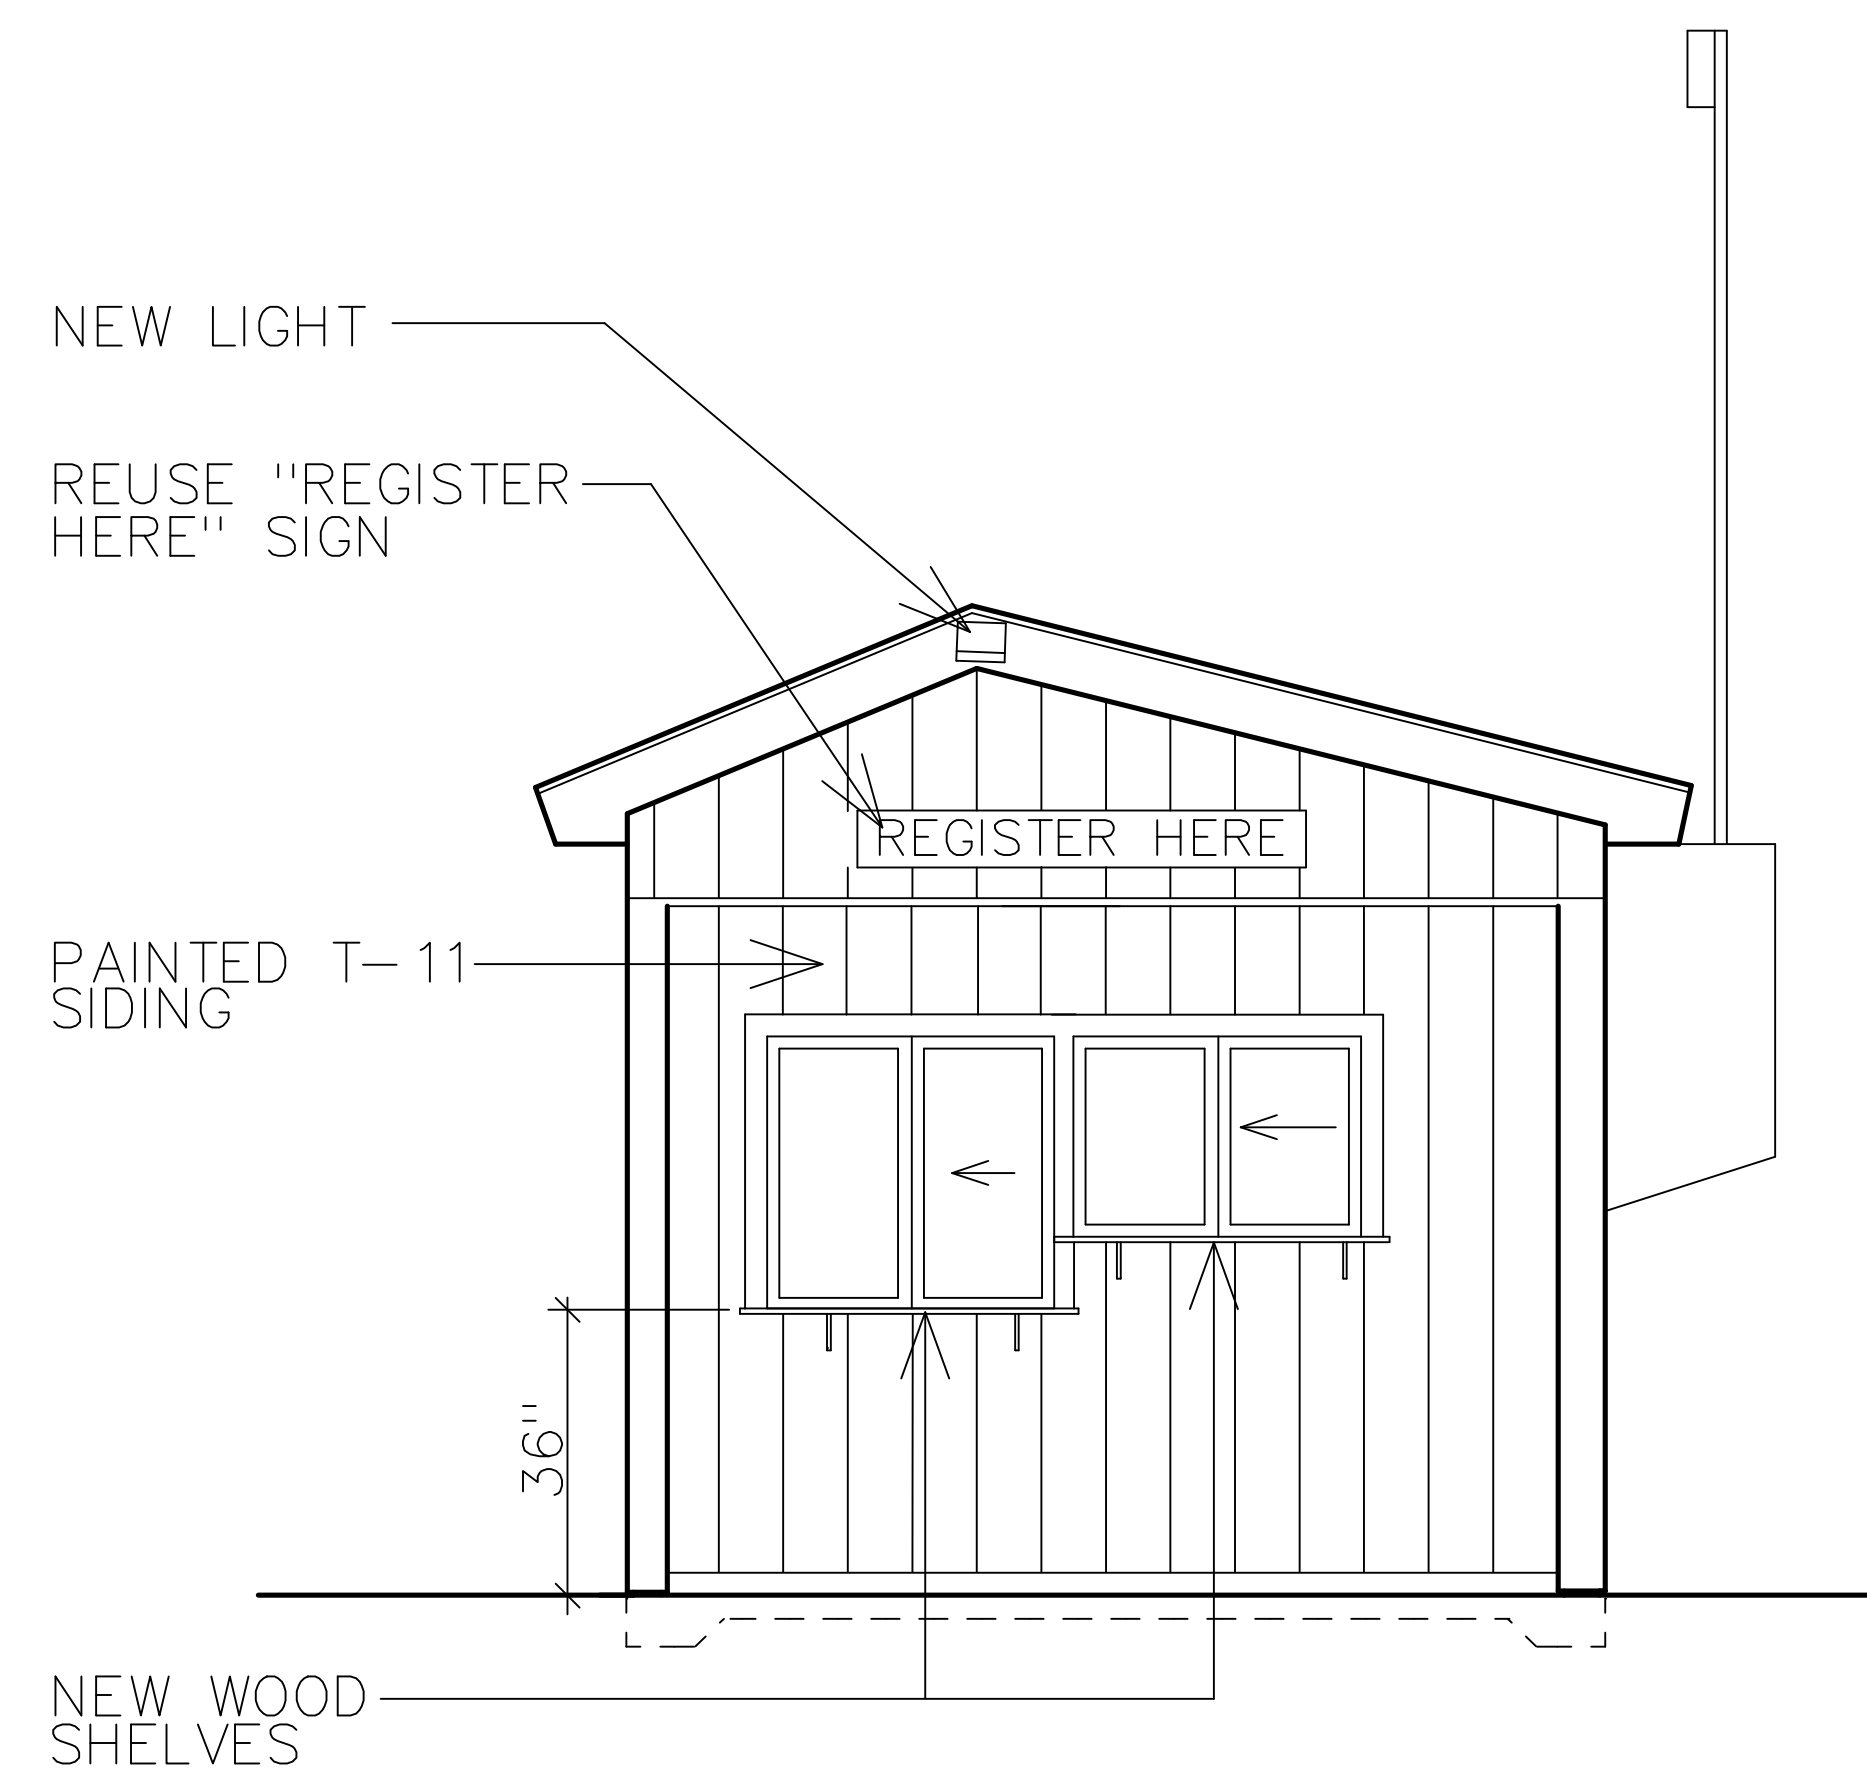 NEW LIGHT
REUSE "REGISTER
HERE" SIGN
REGISTER HERE
PAINTED T-11
SIDING
36"
NEW WOOD
SHELVES